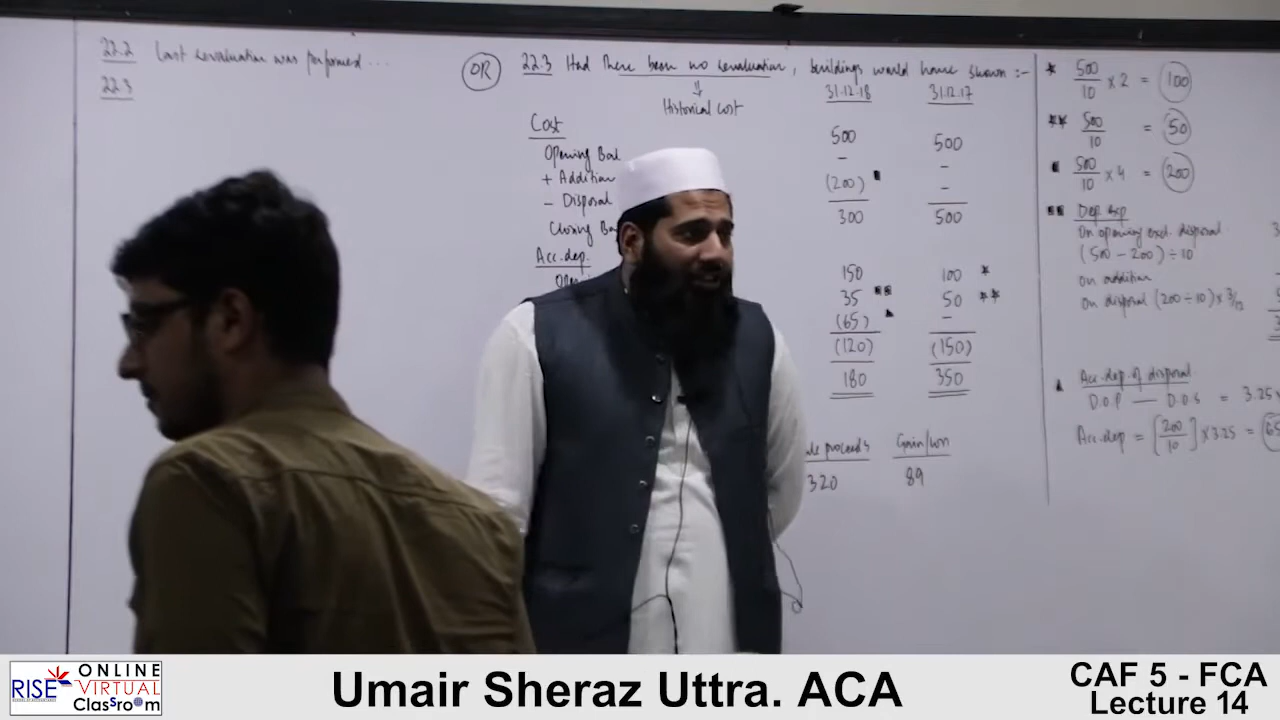 22.2 Last revaluation was performed ...
22.3
OR
22.3 Had there been no revaluation, buildings would have shown :-
Historical cost
31.12.18 31.12.17
Cost
Opening Bal 500 500
+ Addition - -
- Disposal (200) -
Closing Ba 300 500
Acc.dep.
150 100 *
35 50 **
(65) -
(120) (150)
180 350
proceeds Gain/loss
320 89
* 500/10 x 2 = 100
** 500/10 = 50
500/10 x 4 = 200
Dep. exp
On opening excl. disposal
(500 - 200) ÷ 10
on addition
on disposal (200 ÷ 10) x 3/12
Acc. dep. of disposal
D.O.P — D.O.S = 3.25
Acc. dep = [200/10] x 3.25 = 65
RISE
ONLINE
VIRTUAL
ClassroOm
Umair Sheraz Uttra. ACA
CAF 5 - FCA
Lecture 14